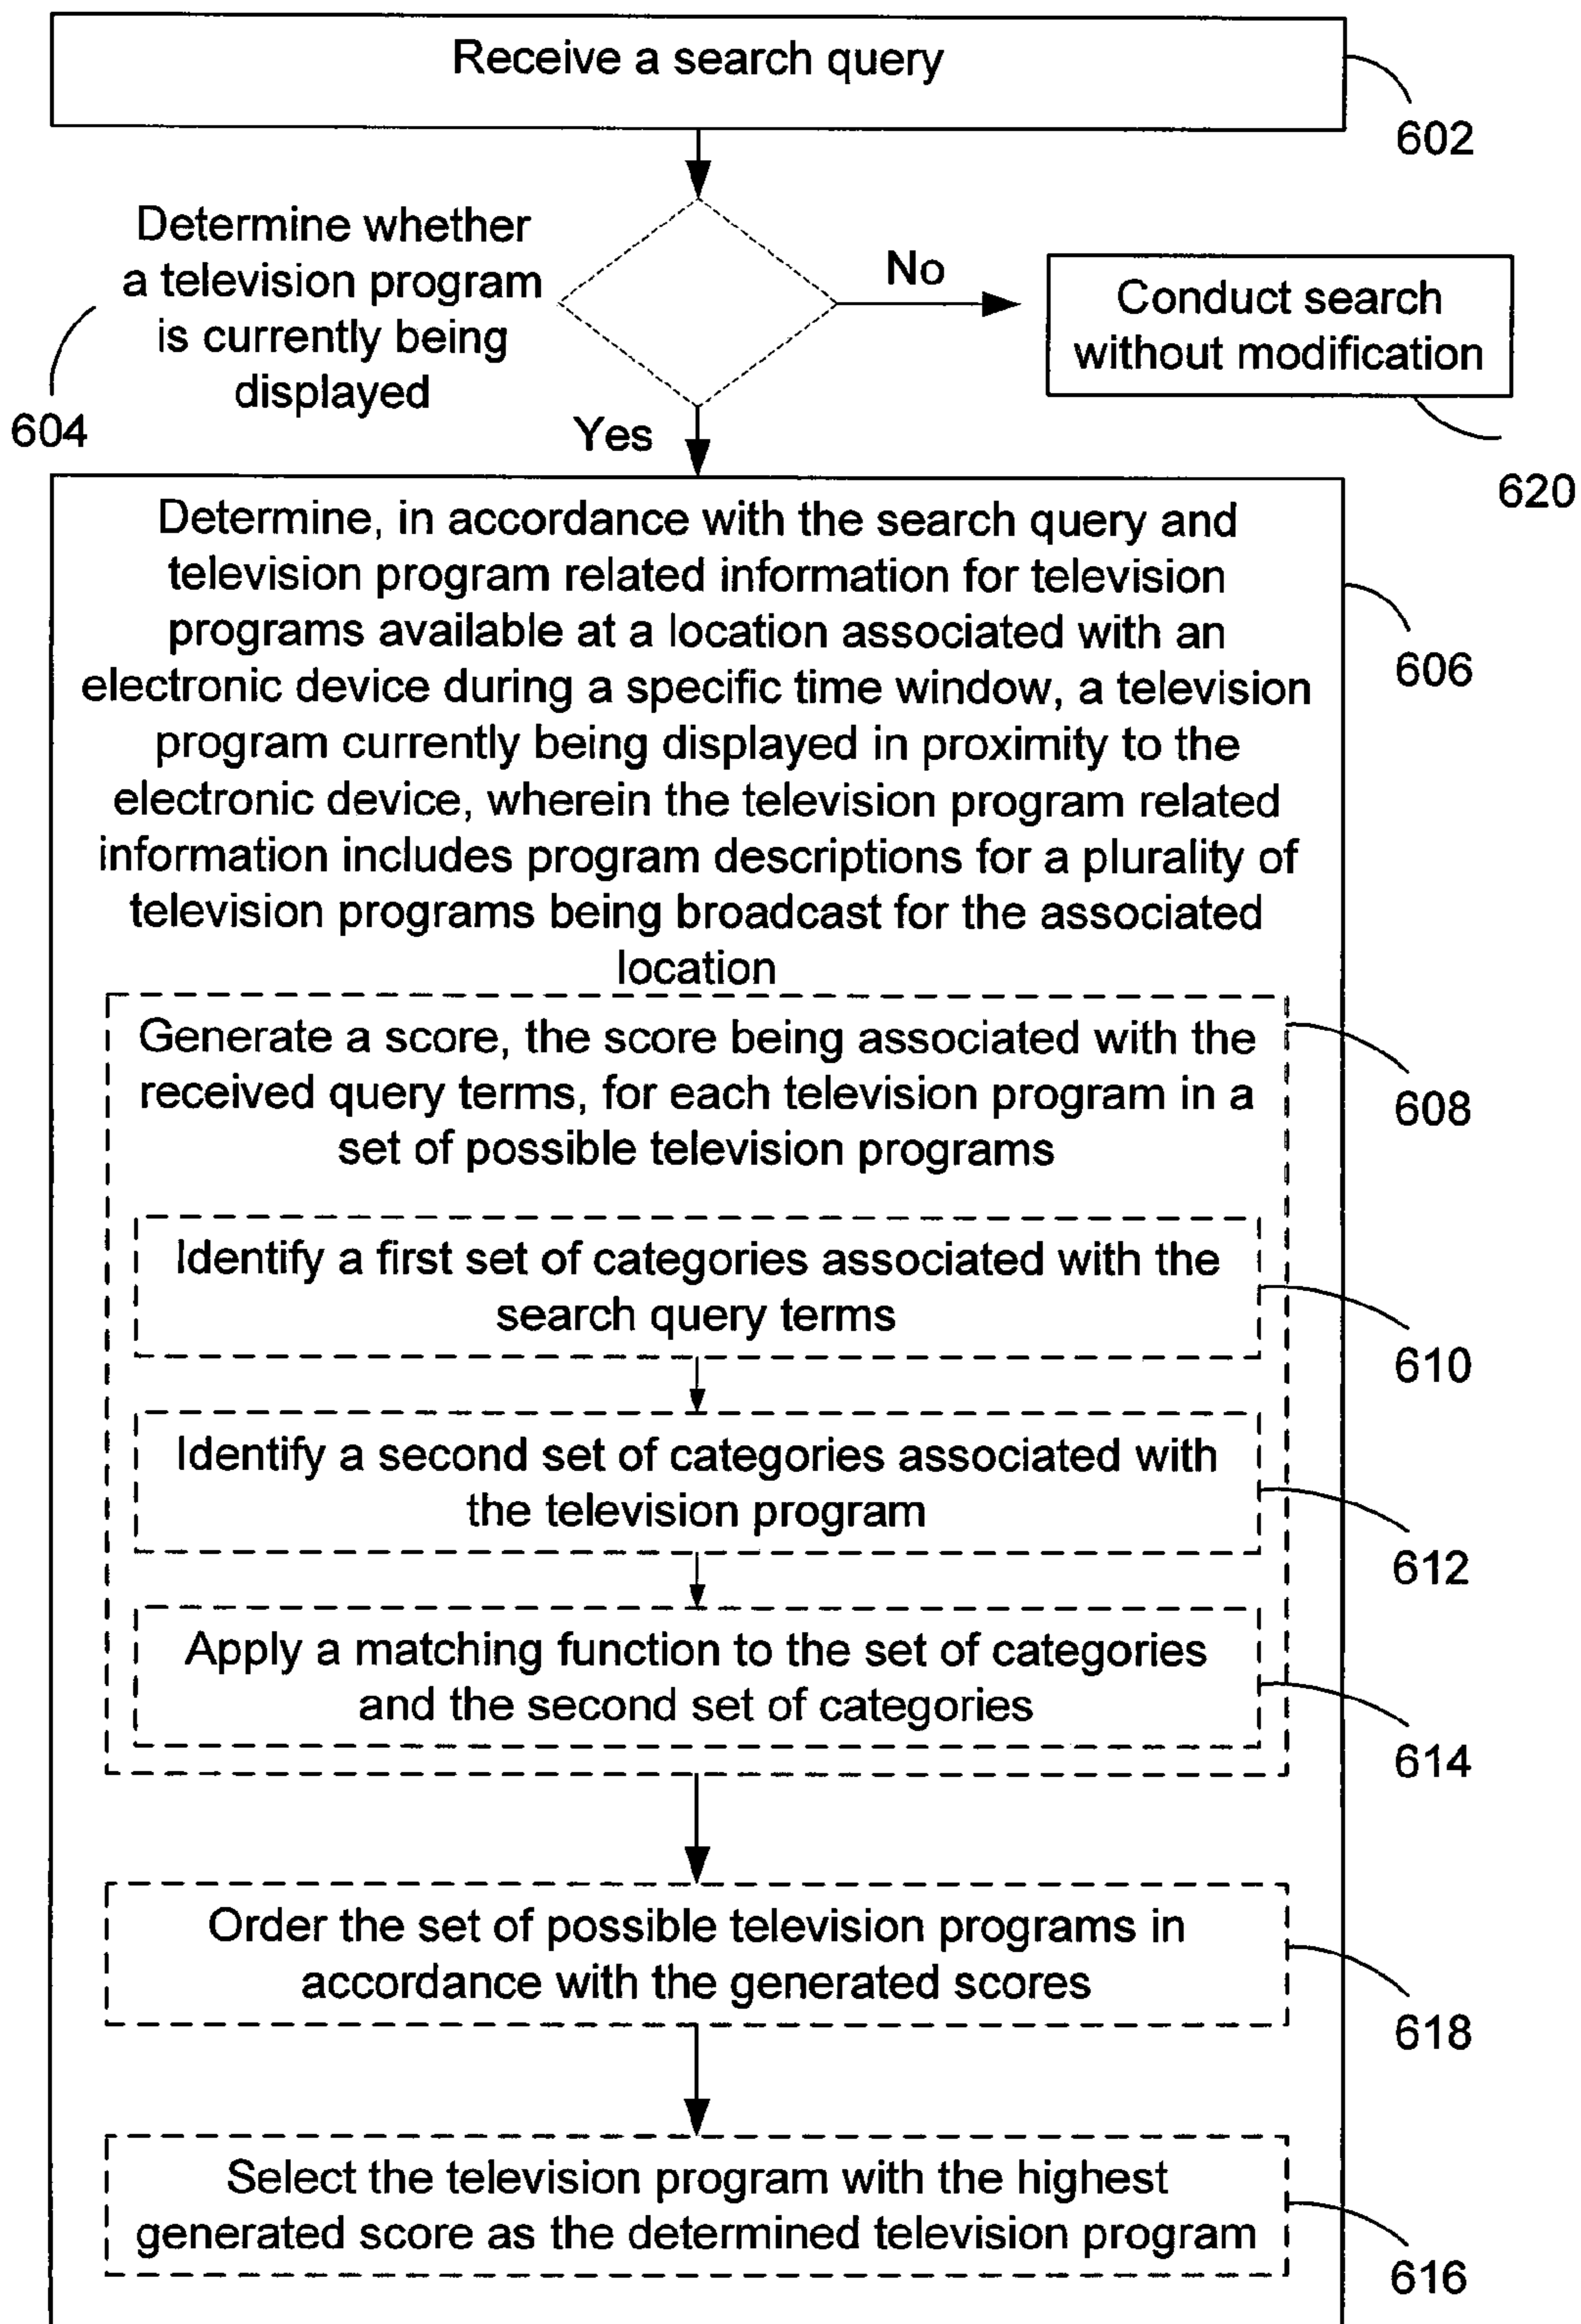 Receive a search query
602
Determine whether
a television program
is currently being
displayed
604
No
Conduct search
without modification
620
Yes
Determine, in accordance with the search query and
television program related information for television
programs available at a location associated with an
electronic device during a specific time window, a television
program currently being displayed in proximity to the
electronic device, wherein the television program related
information includes program descriptions for a plurality of
television programs being broadcast for the associated
location
606
Generate a score, the score being associated with the
received query terms, for each television program in a
set of possible television programs
608
Identify a first set of categories associated with the
search query terms
610
Identify a second set of categories associated with
the television program
612
Apply a matching function to the set of categories
and the second set of categories
614
Order the set of possible television programs in
accordance with the generated scores
618
Select the television program with the highest
generated score as the determined television program
616